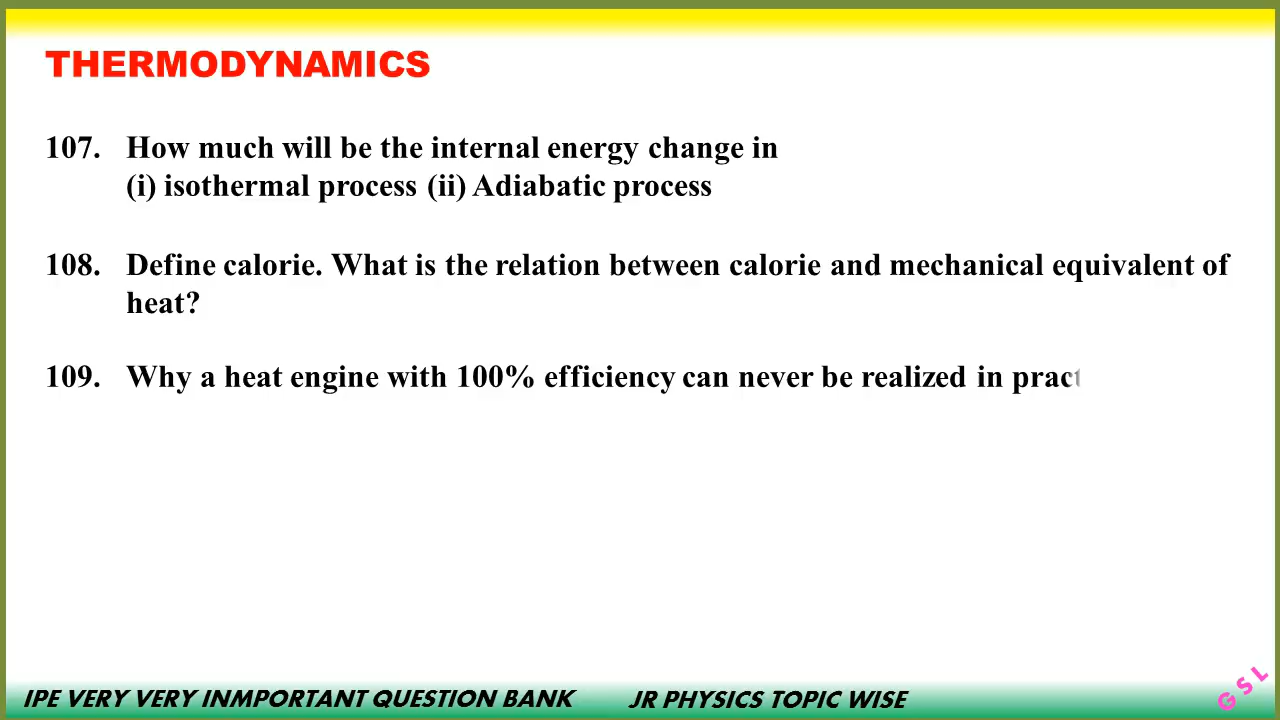 THERMODYNAMICS
107. How much will be the internal energy change in
(i) isothermal process (ii) Adiabatic process
108. Define calorie. What is the relation between calorie and mechanical equivalent of
heat?
109. Why a heat engine with 100% efficiency can never be realized in pract
IPE VERY VERY INMPORTANT QUESTION BANK JR PHYSICS TOPIC WISE
GSL